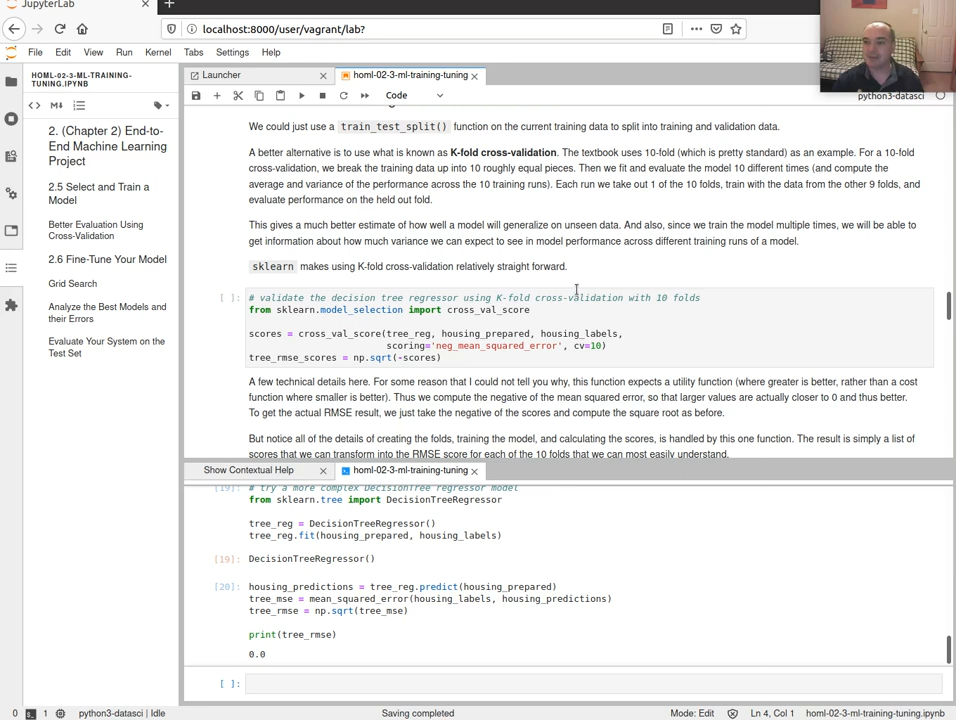 JupyterLab
localhost:8000/user/vagrant/lab?
File Edit View Run Kernel Tabs Settings Help
HOML-02-3-ML-TRAINING-
TUNING.IPYNB
Launcher
homl-02-3-ml-training-tuning
Code
python3-datasci
2. (Chapter 2) End-to-
End Machine Learning
Project
2.5 Select and Train a
Model
Better Evaluation Using
Cross-Validation
2.6 Fine-Tune Your Model
Grid Search
Analyze the Best Models and
their Errors
Evaluate Your System on the
Test Set
We could just use a train_test_split() function on the current training data to split into training and validation data.
A better alternative is to use what is known as K-fold cross-validation. The textbook uses 10-fold (which is pretty standard) as an example. For a 10-fold
cross-validation, we break the training data up into 10 roughly equal pieces. Then we fit and evaluate the model 10 different times (and compute the
average and variance of the performance across the 10 training runs). Each run we take out 1 of the 10 folds, train with the data from the other 9 folds, and
evaluate performance on the held out fold.
This gives a much better estimate of how well a model will generalize on unseen data. And also, since we train the model multiple times, we will be able to
get information about how much variance we can expect to see in model performance across different training runs of a model.
sklearn makes using K-fold cross-validation relatively straight forward.
[ ]: # validate the decision tree regressor using K-fold cross-validation with 10 folds
from sklearn.model_selection import cross_val_score
scores = cross_val_score(tree_reg, housing_prepared, housing_labels,
scoring='neg_mean_squared_error', cv=10)
tree_rmse_scores = np.sqrt(-scores)
A few technical details here. For some reason that I could not tell you why, this function expects a utility function (where greater is better, rather than a cost
function where smaller is better). Thus we compute the negative of the mean squared error, so that larger values are actually closer to 0 and thus better.
To get the actual RMSE result, we just take the negative of the scores and compute the square root as before.
But notice all of the details of creating the folds, training the model, and calculating the scores, is handled by this one function. The result is simply a list of
scores that we can transform into the RMSE score for each of the 10 folds that we can most easily understand.
Show Contextual Help
homl-02-3-ml-training-tuning
[19]: # try a more complex DecisionTree regressor model
from sklearn.tree import DecisionTreeRegressor
tree_reg = DecisionTreeRegressor()
tree_reg.fit(housing_prepared, housing_labels)
[19]: DecisionTreeRegressor()
[20]: housing_predictions = tree_reg.predict(housing_prepared)
tree_mse = mean_squared_error(housing_labels, housing_predictions)
tree_rmse = np.sqrt(tree_mse)
print(tree_rmse)
0.0
[ ]:
0 1 python3-datasci | Idle Saving completed Mode: Edit Ln 4, Col 1 homl-02-3-ml-training-tuning.ipynb